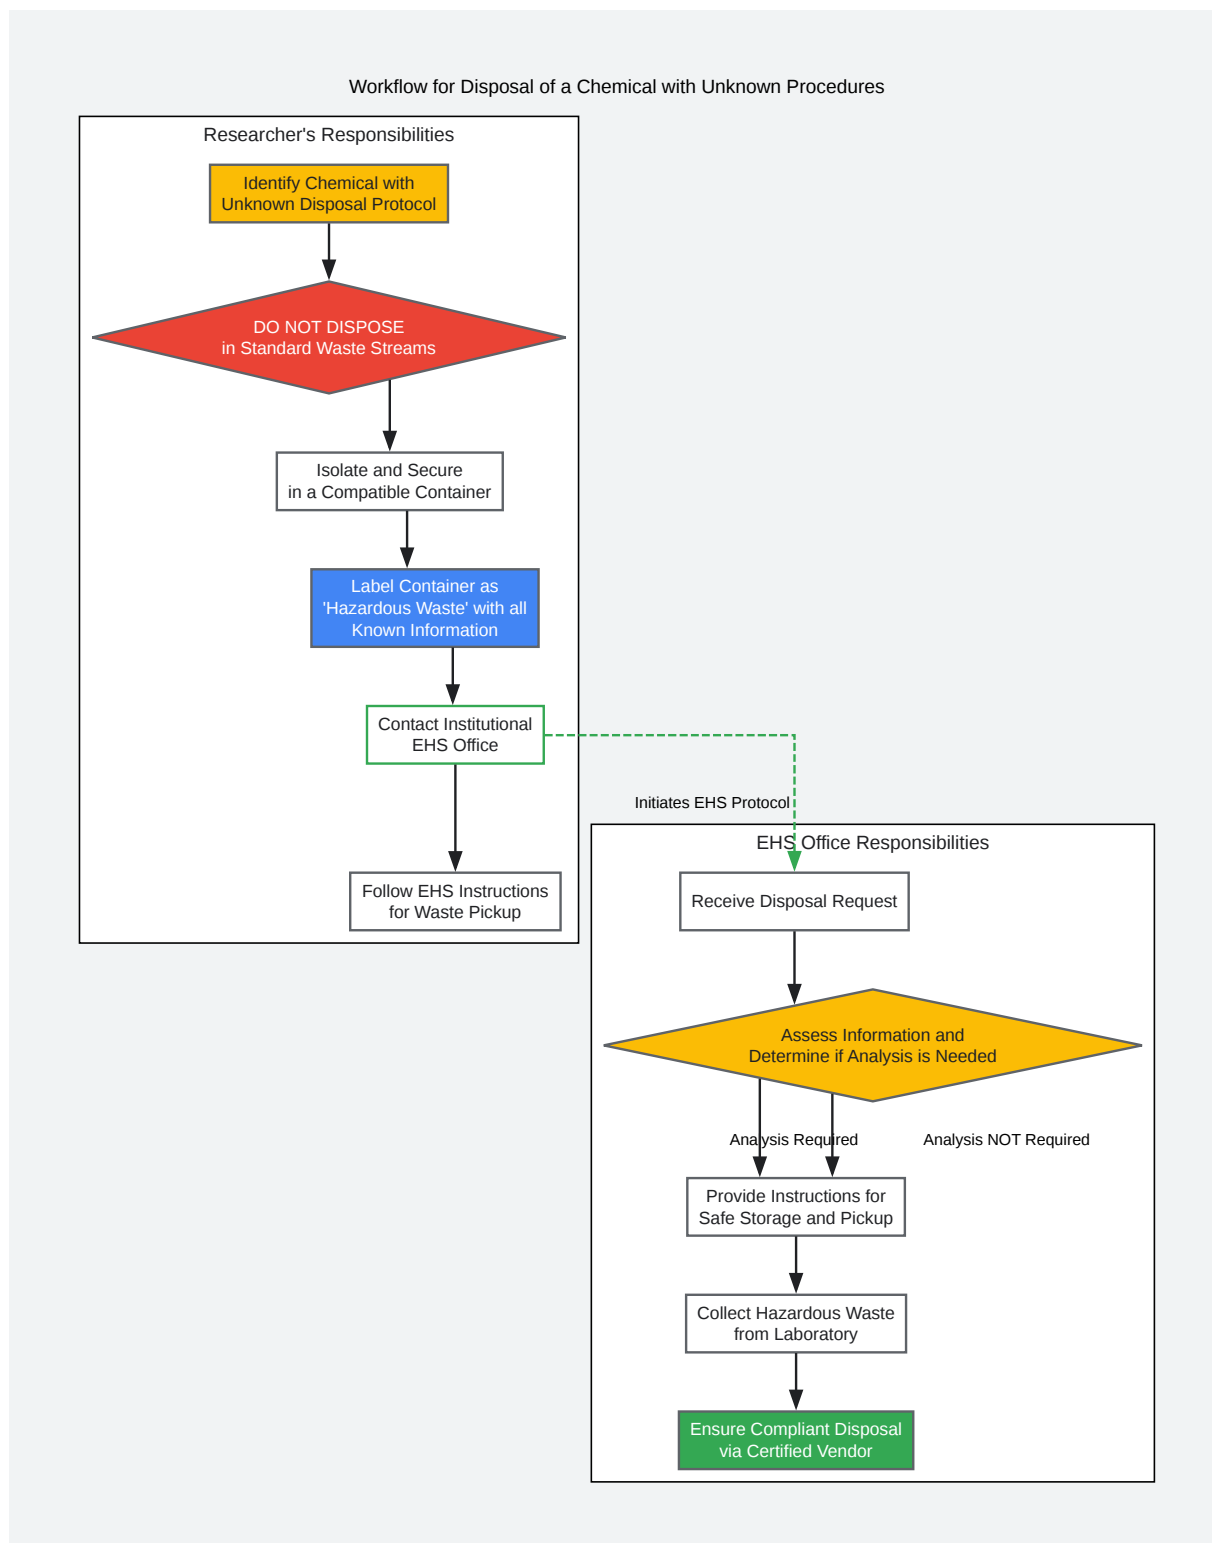 Workflow for Disposal of a Chemical with Unknown Procedures
Researcher's Responsibilities
Identify Chemical with
Unknown Disposal Protocol
DO NOT DISPOSE
in Standard Waste Streams
Isolate and Secure
in a Compatible Container
Label Container as
'Hazardous Waste' with all
Known Information
Contact Institutional
EHS Office
Initiates EHS Protocol
Follow EHS Instructions
for Waste Pickup
EHS Office Responsibilities
Receive Disposal Request
Assess Information and
Determine if Analysis is Needed
Analysis Required
Analysis NOT Required
Provide Instructions for
Safe Storage and Pickup
Collect Hazardous Waste
from Laboratory
Ensure Compliant Disposal
via Certified Vendor